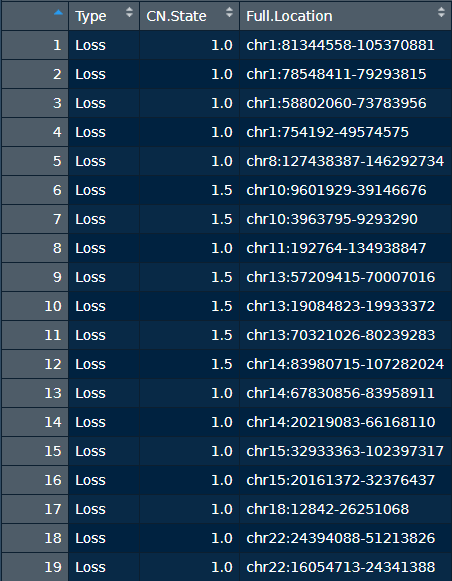 Type CN.State Full.Location
1 Loss 1.0 chr1:81344558-105370881
2 Loss 1.0 chr1:78548411-79293815
3 Loss 1.0 chr1:58802060-73783956
4 Loss 1.0 chr1:754192-49574575
5 Loss 1.0 chr8:127438387-146292734
6 Loss 1.5 chr10:9601929-39146676
7 Loss 1.5 chr10:3963795-9293290
8 Loss 1.0 chr11:192764-134938847
9 Loss 1.5 chr13:57209415-70007016
10 Loss 1.5 chr13:19084823-19933372
11 Loss 1.5 chr13:70321026-80239283
12 Loss 1.5 chr14:83980715-107282024
13 Loss 1.0 chr14:67830856-83958911
14 Loss 1.0 chr14:20219083-66168110
15 Loss 1.0 chr15:32933363-102397317
16 Loss 1.0 chr15:20161372-32376437
17 Loss 1.0 chr18:12842-26251068
18 Loss 1.0 chr22:24394088-51213826
19 Loss 1.0 chr22:16054713-24341388